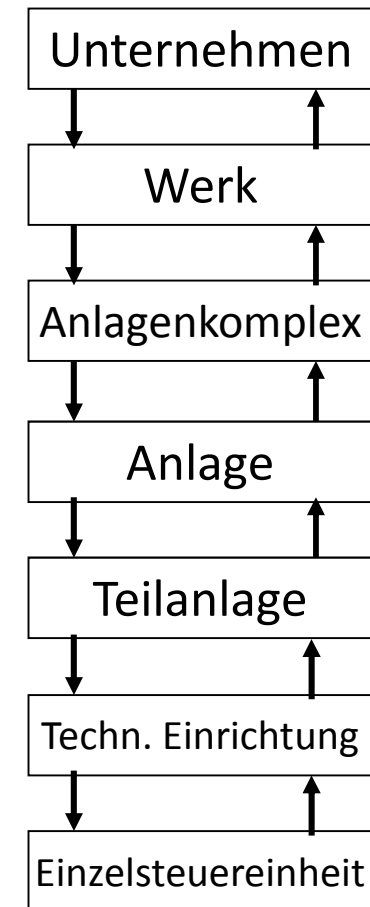 Unternehmen
Werk
Anlagenkomplex
Anlage
Teilanlage
Techn. Einrichtung
Einzelsteuereinheit